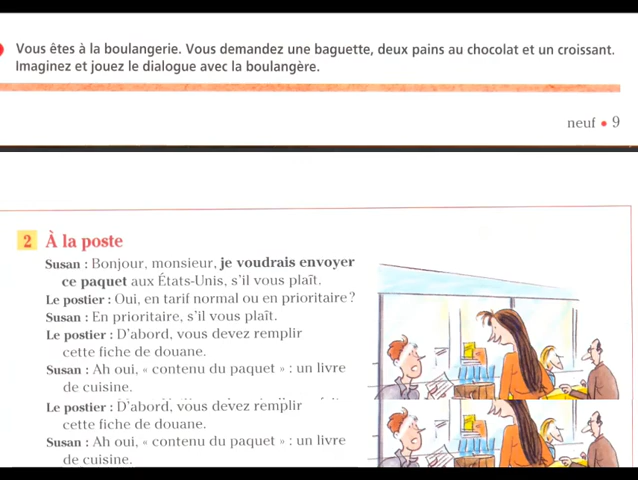 Vous êtes à la boulangerie. Vous demandez une baguette, deux pains au chocolat et un croissant.
Imaginez et jouez le dialogue avec la boulangère.
neuf • 9
2 À la poste
Susan : Bonjour, monsieur, je voudrais envoyer
ce paquet aux États-Unis, s'il vous plaît.
Le postier : Oui, en tarif normal ou en prioritaire ?
Susan : En prioritaire, s'il vous plaît.
Le postier : D'abord, vous devez remplir
cette fiche de douane.
Susan : Ah oui, « contenu du paquet » : un livre
de cuisine.
Le postier : D'abord, vous devez remplir
cette fiche de douane.
Susan : Ah oui, « contenu du paquet » : un livre
de cuisine.